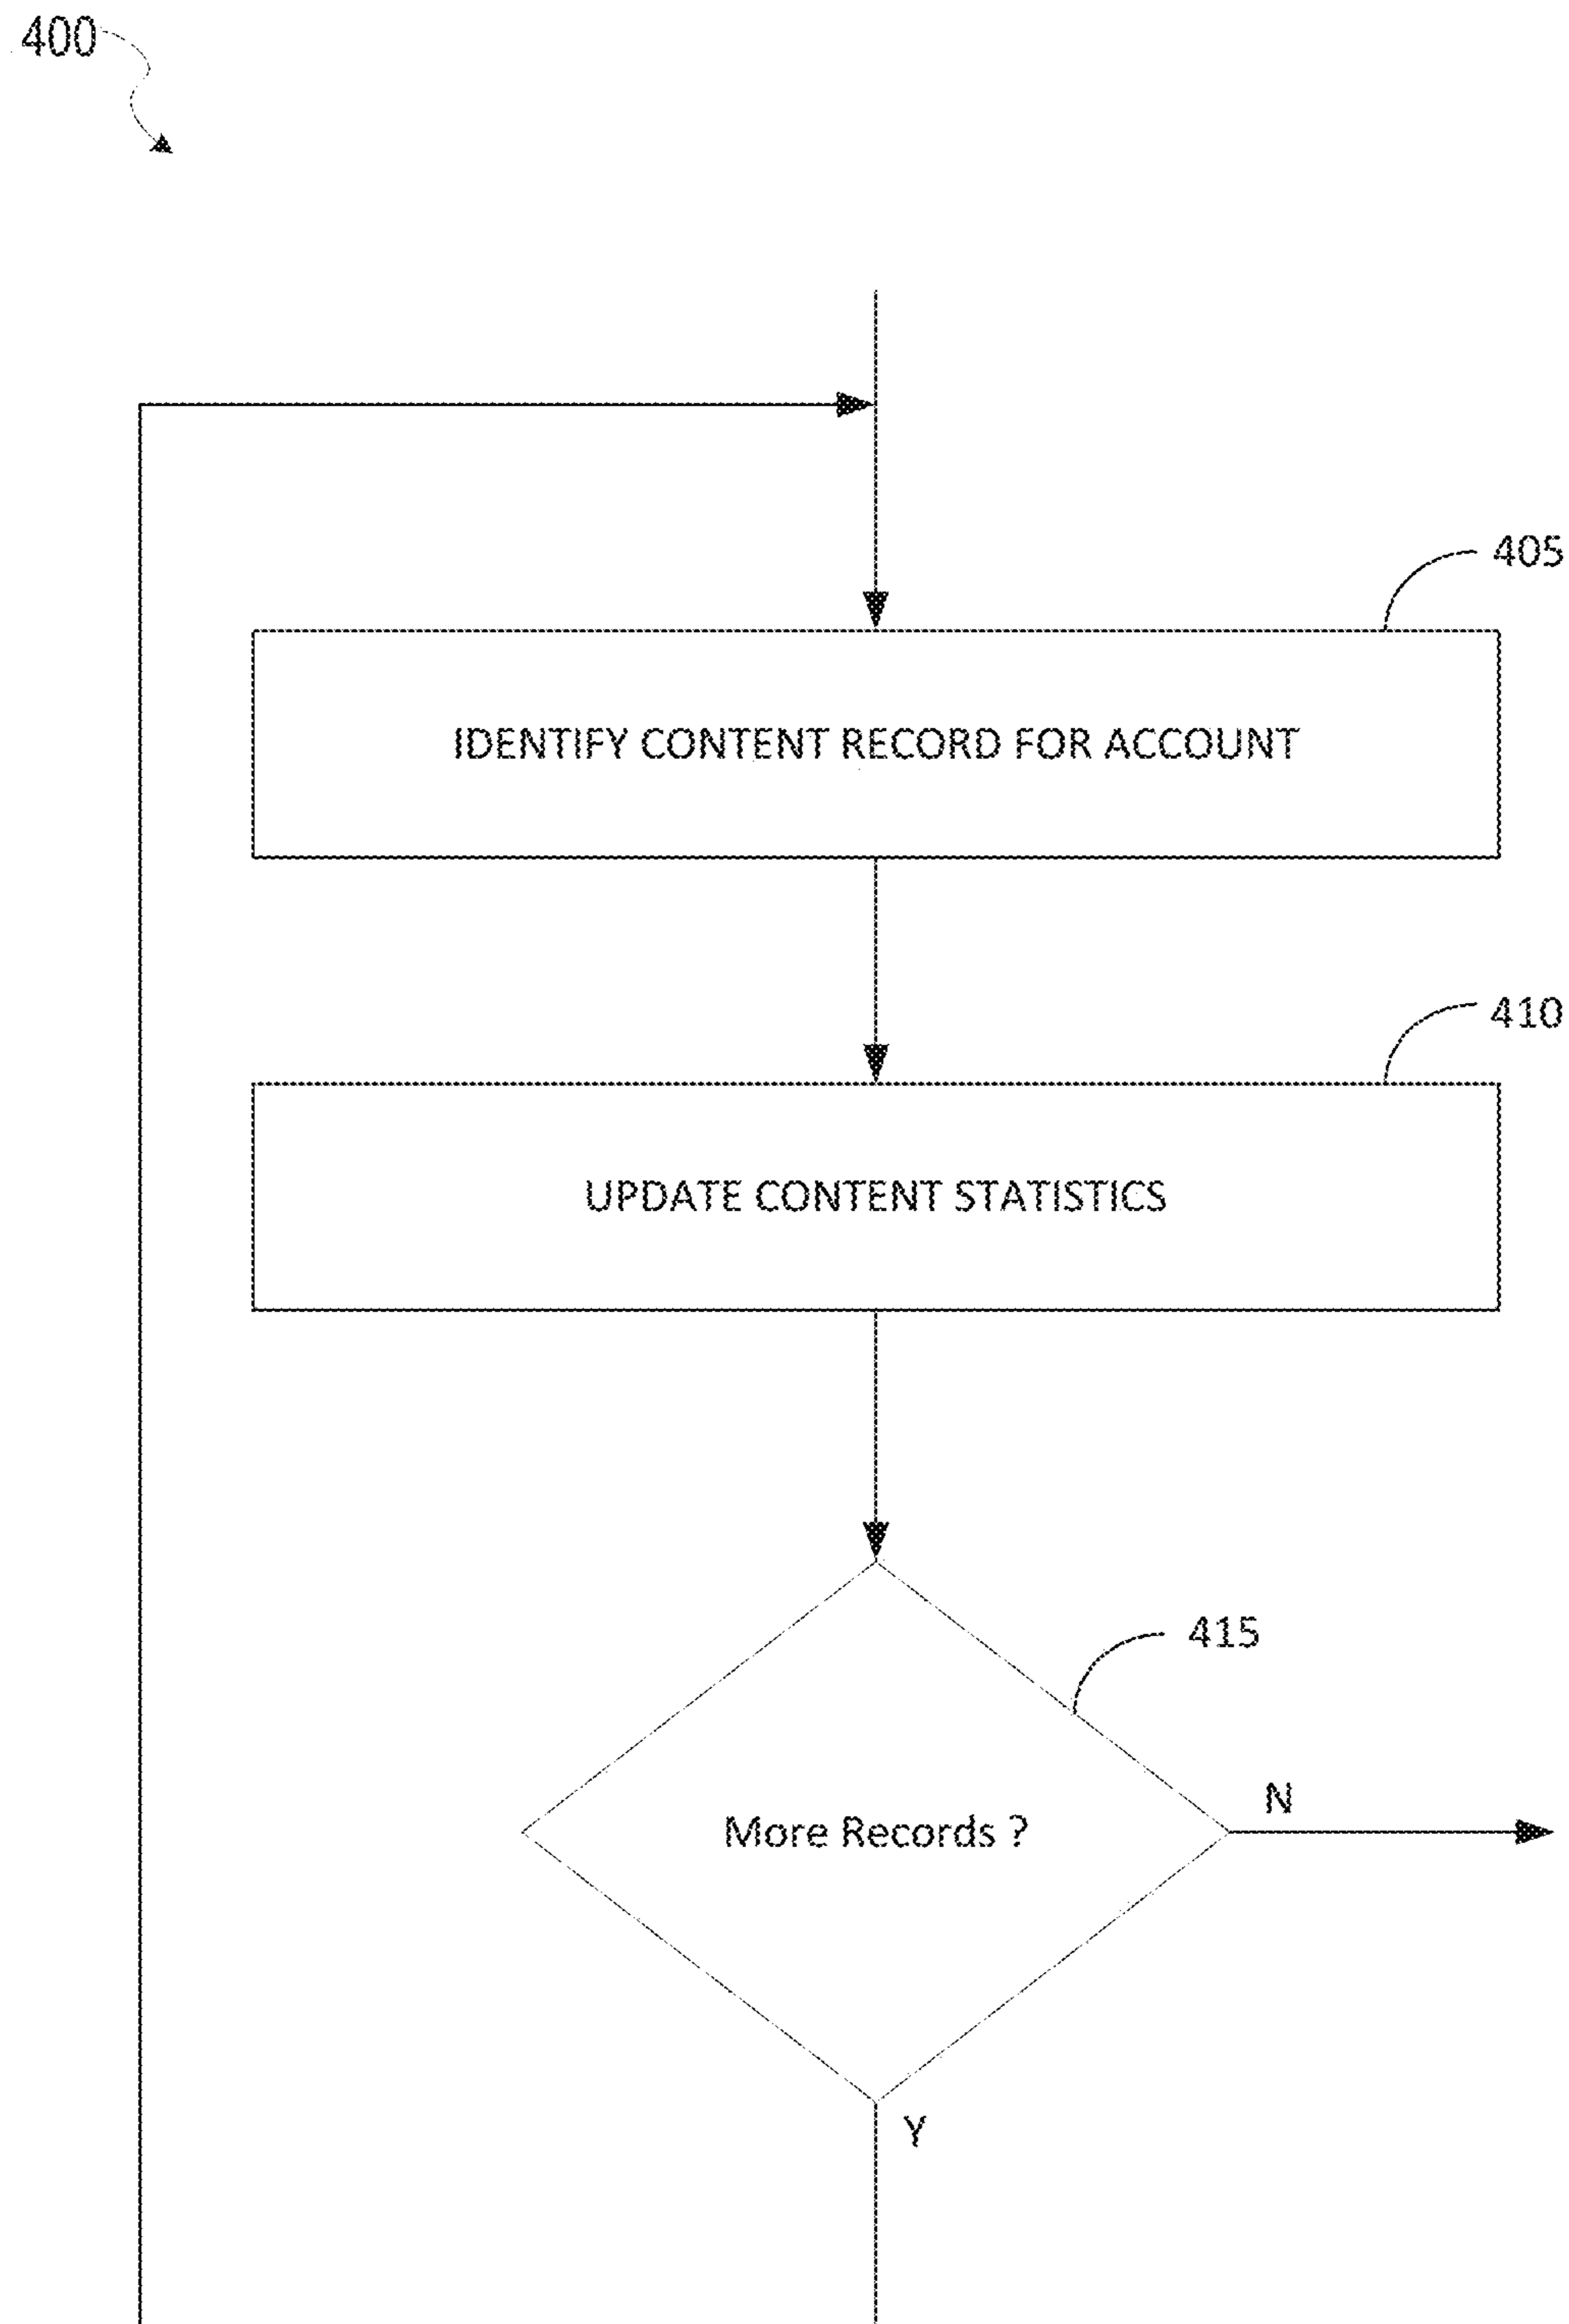 400
405
IDENTIFY CONTENT RECORD FOR ACCOUNT
410
UPDATE CONTENT STATISTICS
415
More Records ?
N
Y